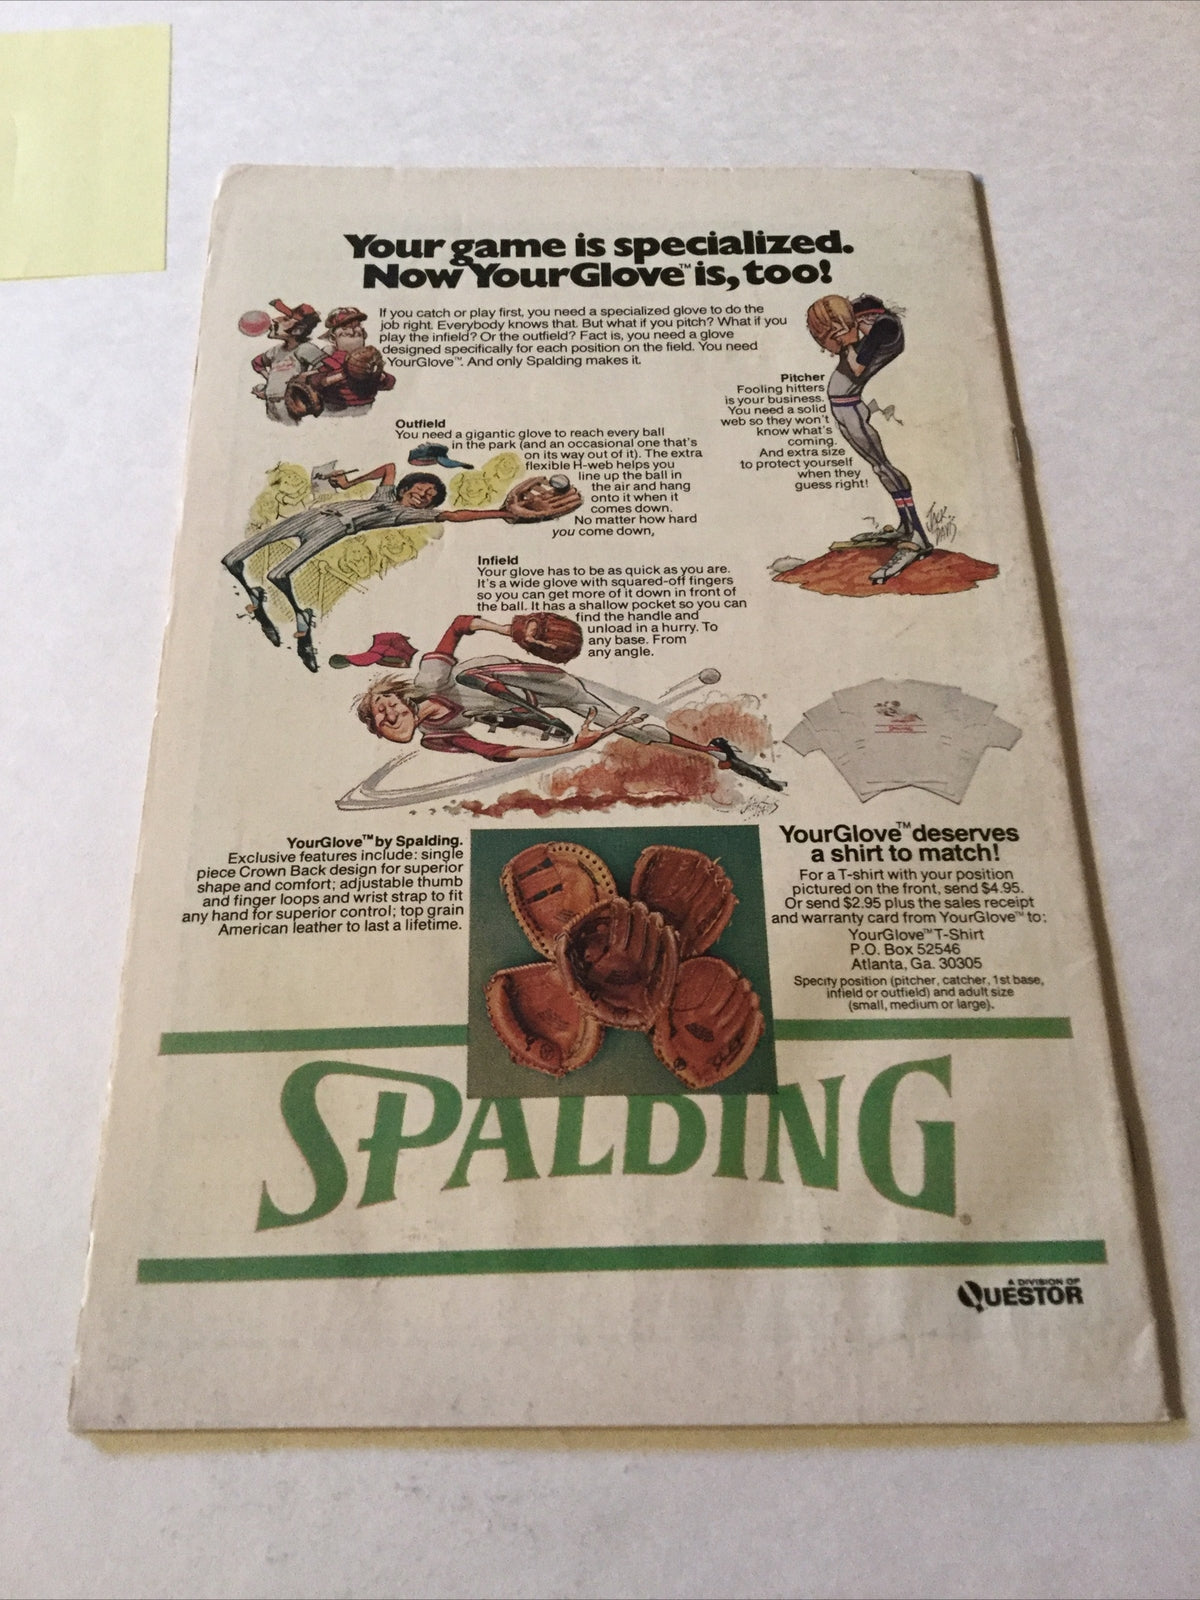 Your game is specialized.
Now YourGlove™ is, too!
If you catch or play first, you need a specialized glove to do the
job right. Everybody knows that. But what if you pitch? What if you
play the infield? Or the outfield? Fact is, you need a glove
designed specifically for each position on the field. You need
YourGlove™. And only Spalding makes it.
Pitcher
Fooling hitters
is your business.
You need a solid
web so they won't
know what's
coming.
And extra size
to protect yourself
when they
guess right!
JACK DAVIS
Outfield
You need a gigantic glove to reach every ball
in the park (and an occasional one that's
on its way out of it). The extra
flexible H-web helps you
line up the ball in
the air and hang
onto it when it
comes down.
No matter how hard
you come down,
Infield
Your glove has to be as quick as you are.
It's a wide glove with squared-off fingers
so you can get more of it down in front of
the ball. It has a shallow pocket so you can
find the handle and
unload in a hurry. To
any base. From
any angle.
YourGlove™ by Spalding.
Exclusive features include: single
piece Crown Back design for superior
shape and comfort; adjustable thumb
and finger loops and wrist strap to fit
any hand for superior control; top grain
American leather to last a lifetime.
YourGlove™ deserves
a shirt to match!
For a T-shirt with your position
pictured on the front, send $4.95.
Or send $2.95 plus the sales receipt
and warranty card from YourGlove™ to:
YourGlove™ T-Shirt
P.O. Box 52546
Atlanta, Ga. 30305
Specify position (pitcher, catcher, 1st base,
infield or outfield) and adult size
(small, medium or large).
SPALDING®
A DIVISION OF
QUESTOR